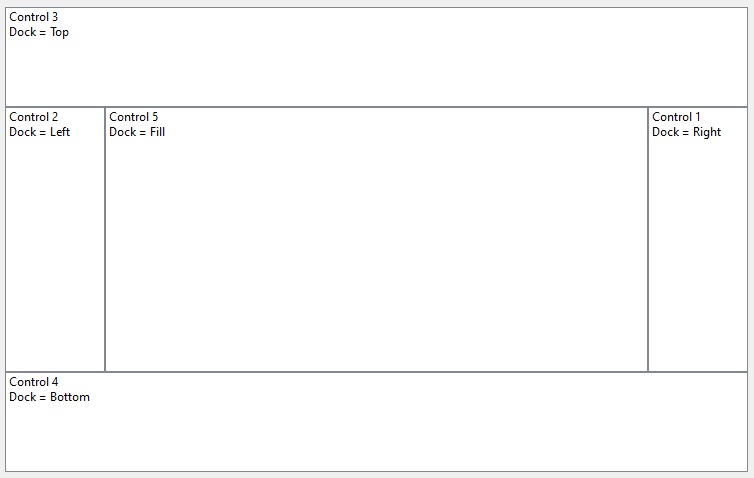 Control 3
Dock = Top
Control 2
Dock = Left
Control 5
Dock = Fill
Control 1
Dock = Right
Control 4
Dock = Bottom